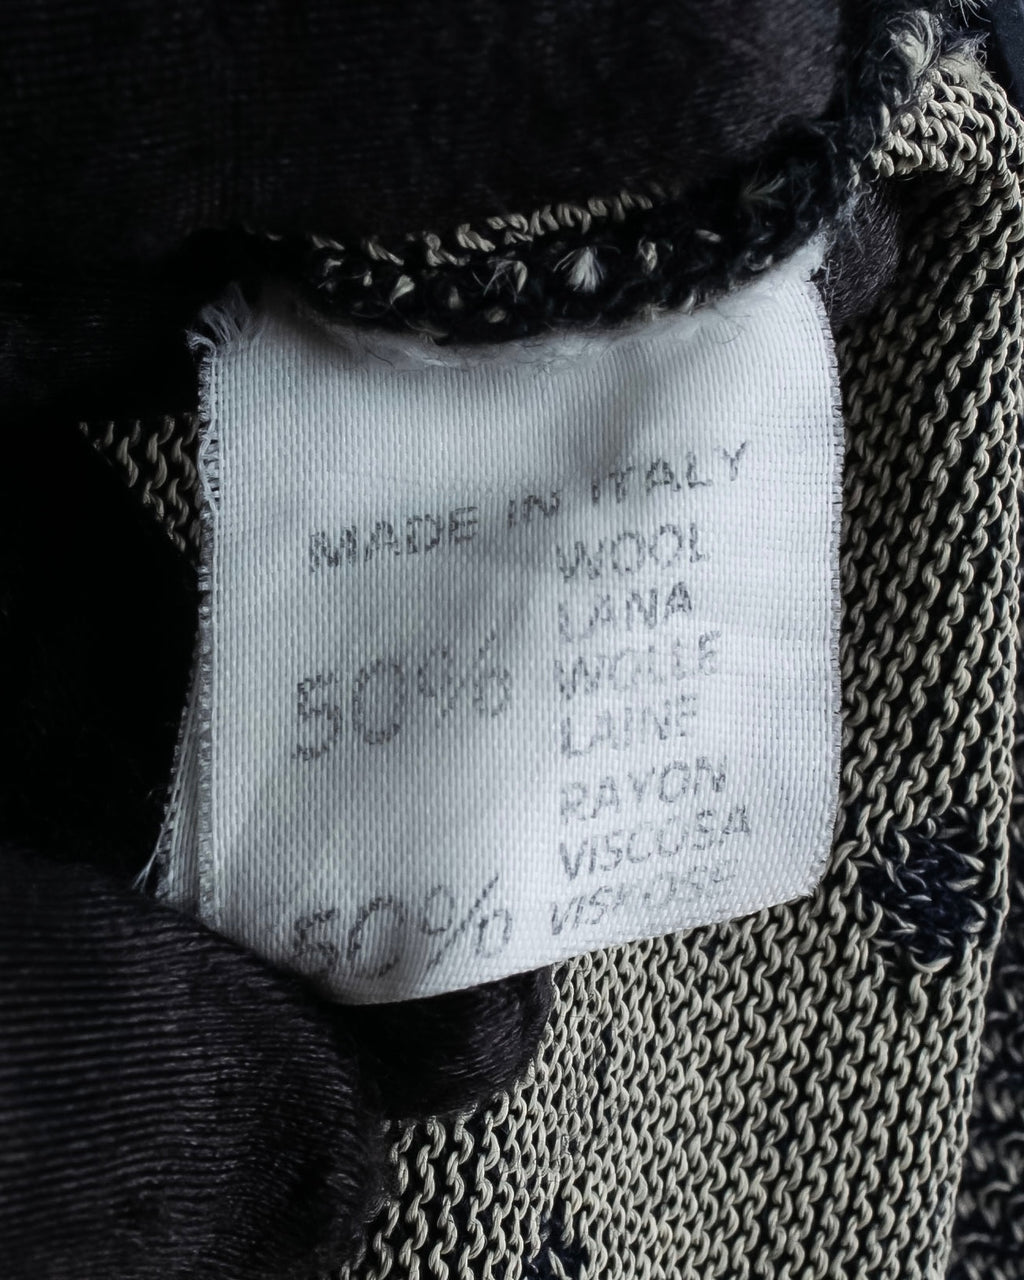 MADE IN ITALY
WOOL
LANA
50% WOLLE
LAINE
RAYON
VISCOSA
50% VISKOSE